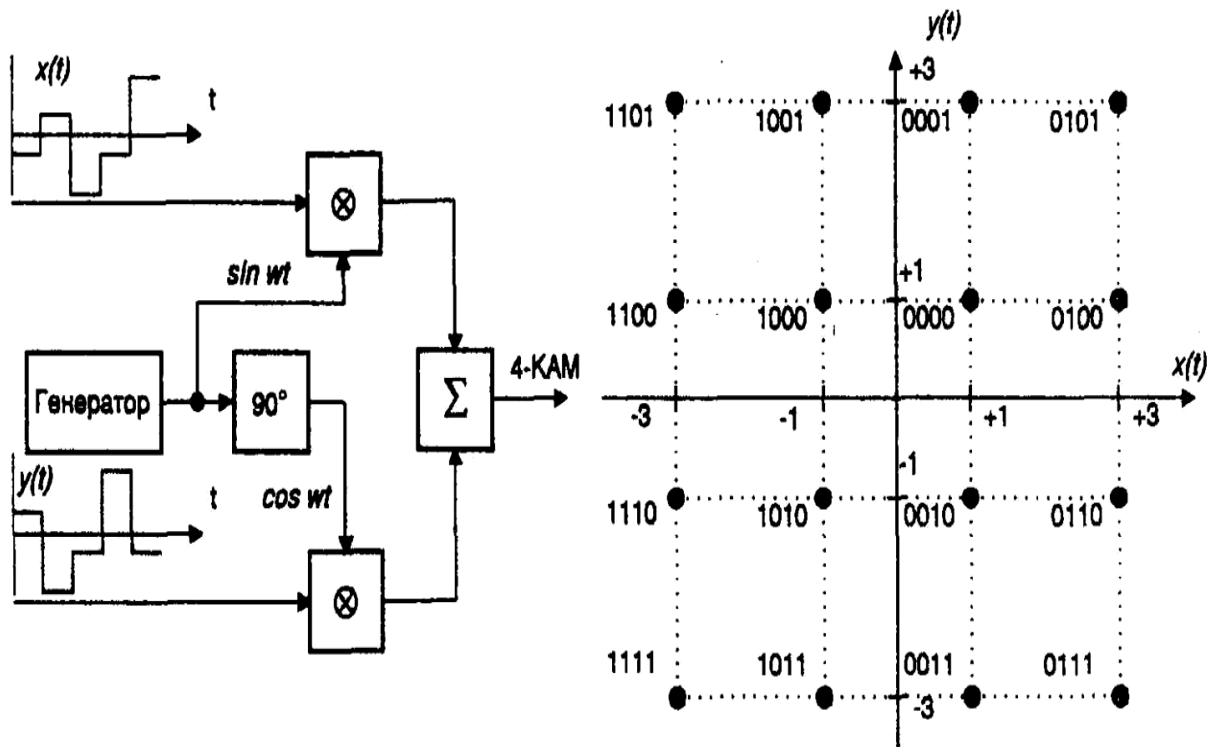 x(t)
t
sin wt
Генератор
90°
Σ
4-КАМ
y(t)
t
cos wt
y(t)
+3
1101 1001 0001 0101
+1
1100 1000 0000 0100
x(t)
-3 -1 +1 +3
-1
1110 1010 0010 0110
1111 1011 0011 0111
-3